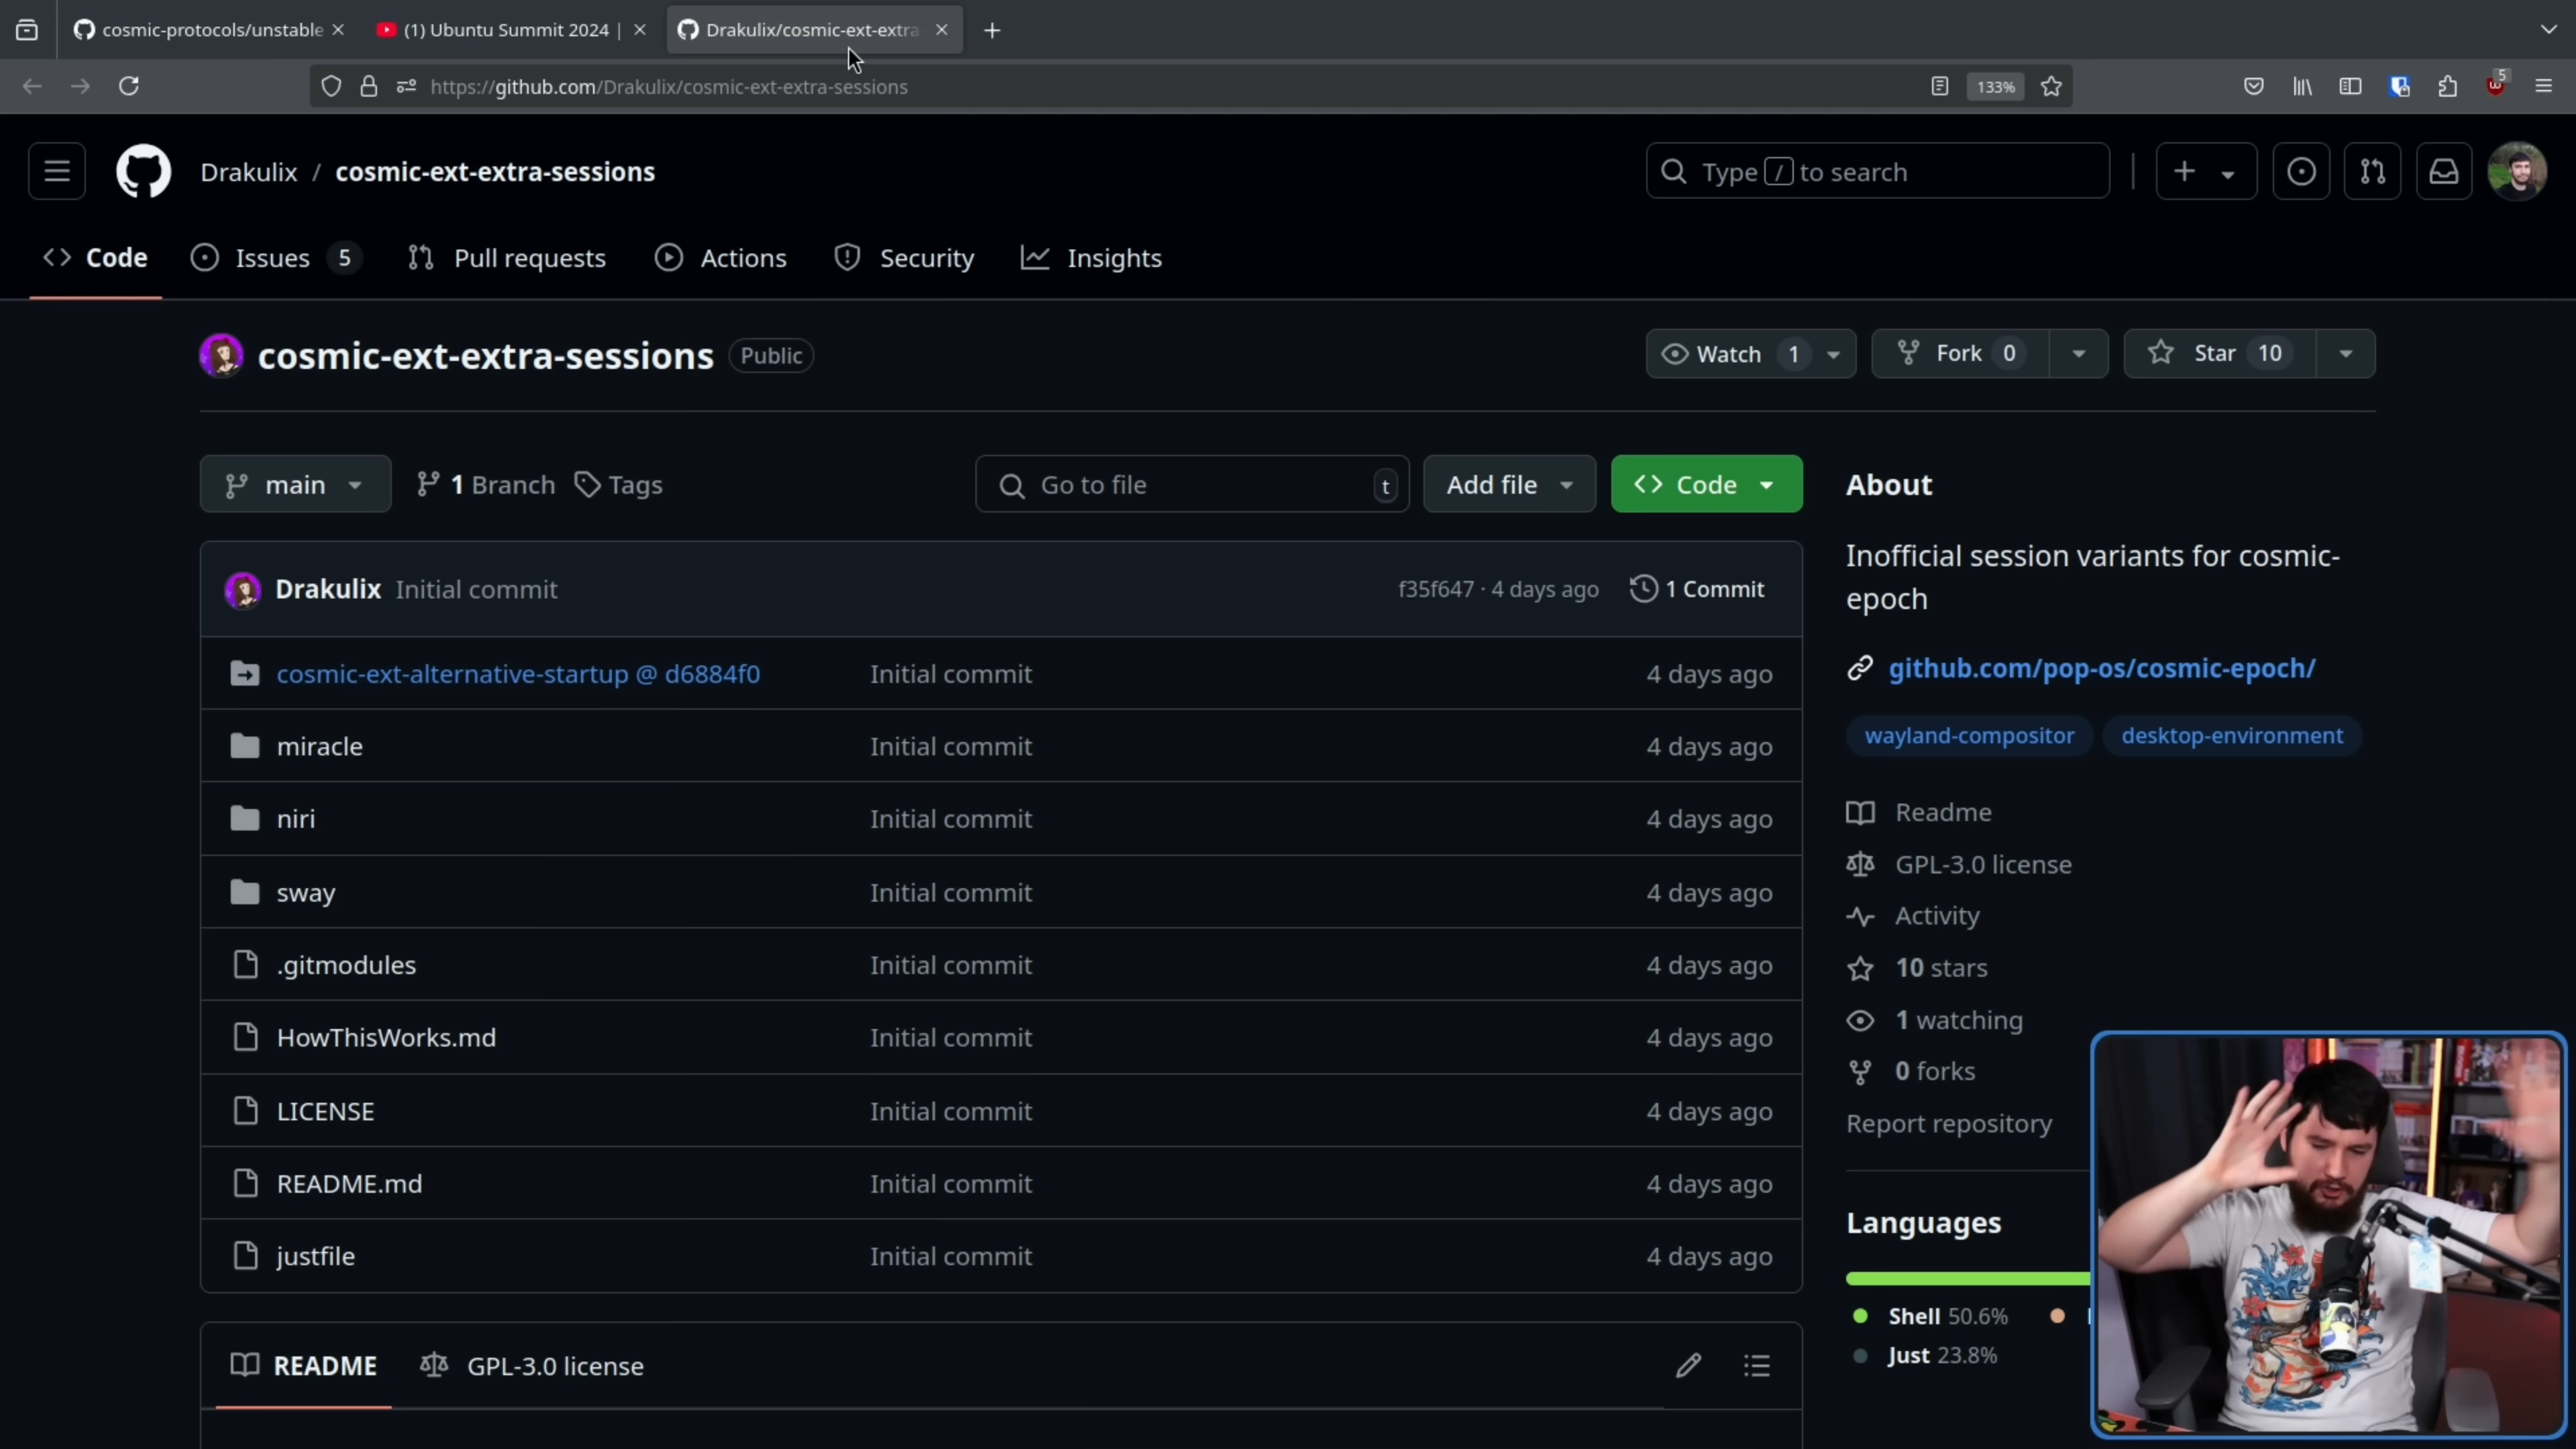 cosmic-protocols/unstable
(1) Ubuntu Summit 2024 |
Drakulix/cosmic-ext-extra
https://github.com/Drakulix/cosmic-ext-extra-sessions
133%
5
Drakulix / cosmic-ext-extra-sessions
Type / to search
Code
Issues 5
Pull requests
Actions
Security
Insights
cosmic-ext-extra-sessions Public
Watch 1
Fork 0
Star 10
main
1 Branch
Tags
Go to file t
Add file
Code
Drakulix Initial commit f35f647 · 4 days ago 1 Commit
cosmic-ext-alternative-startup @ d6884f0 Initial commit 4 days ago
miracle Initial commit 4 days ago
niri Initial commit 4 days ago
sway Initial commit 4 days ago
.gitmodules Initial commit 4 days ago
HowThisWorks.md Initial commit 4 days ago
LICENSE Initial commit 4 days ago
README.md Initial commit 4 days ago
justfile Initial commit 4 days ago
README
GPL-3.0 license
About
Inofficial session variants for cosmic-
epoch
github.com/pop-os/cosmic-epoch/
wayland-compositor desktop-environment
Readme
GPL-3.0 license
Activity
10 stars
1 watching
0 forks
Report repository
Languages
Shell 50.6%
Just 23.8%